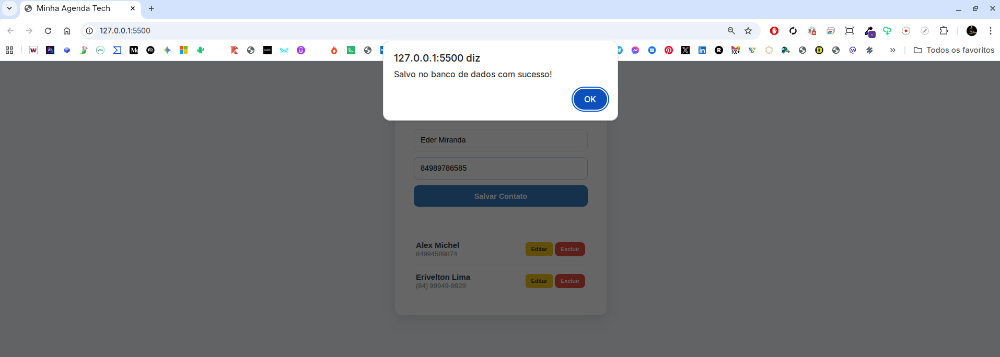 Minha Agenda Tech
127.0.0.1:5500
Todos os favoritos
127.0.0.1:5500 diz
Salvo no banco de dados com sucesso!
OK
Eder Miranda
84989786585
Salvar Contato
Alex Michel
84994589874
Editar
Excluir
Erivelton Lima
(84) 99949-9929
Editar
Excluir